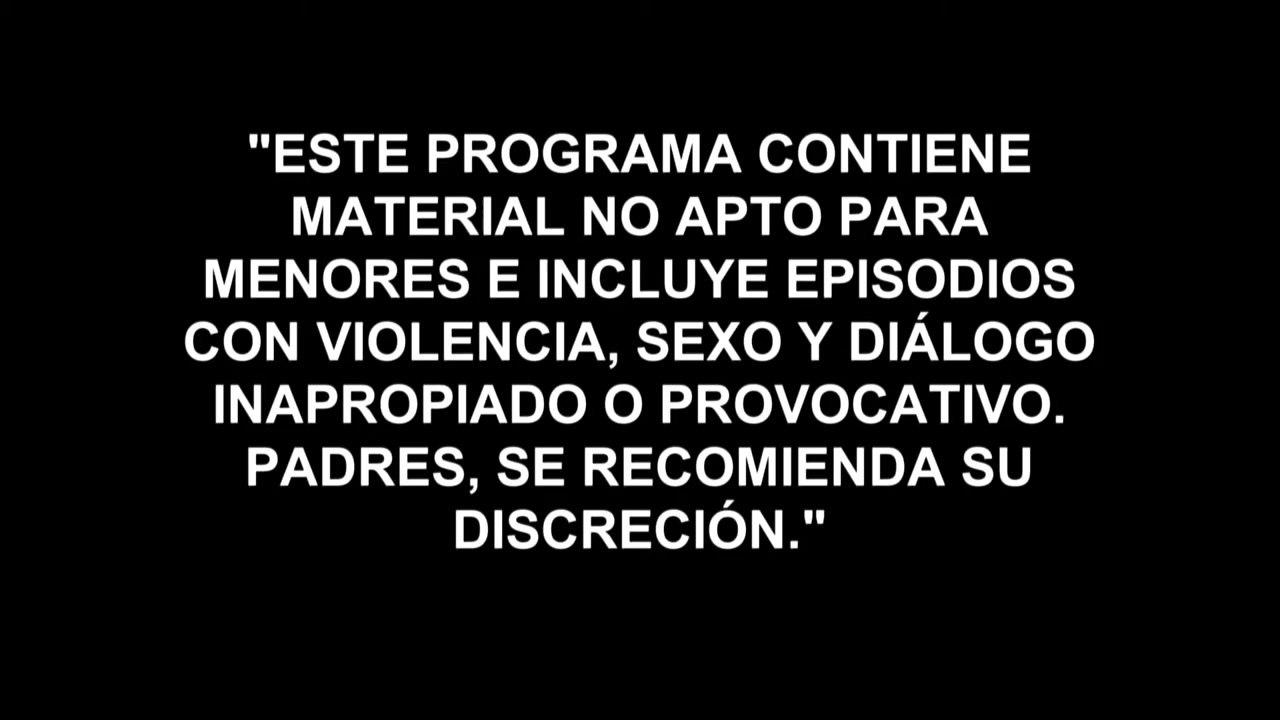 "ESTE PROGRAMA CONTIENE
MATERIAL NO APTO PARA
MENORES E INCLUYE EPISODIOS
CON VIOLENCIA, SEXO Y DIÁLOGO
INAPROPIADO O PROVOCATIVO.
PADRES, SE RECOMIENDA SU
DISCRECIÓN."